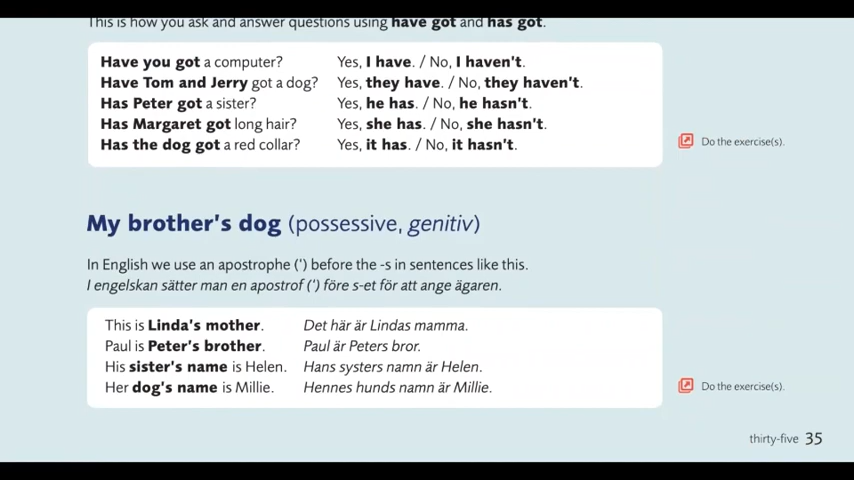 This is how you ask and answer questions using have got and has got.
Have you got a computer? Yes, I have. / No, I haven't.
Have Tom and Jerry got a dog? Yes, they have. / No, they haven't.
Has Peter got a sister? Yes, he has. / No, he hasn't.
Has Margaret got long hair? Yes, she has. / No, she hasn't.
Has the dog got a red collar? Yes, it has. / No, it hasn't.
Do the exercise(s).
My brother's dog (possessive, genitiv)
In English we use an apostrophe (') before the -s in sentences like this.
I engelskan sätter man en apostrof (') före s-et för att ange ägaren.
This is Linda's mother. Det här är Lindas mamma.
Paul is Peter's brother. Paul är Peters bror.
His sister's name is Helen. Hans systers namn är Helen.
Her dog's name is Millie. Hennes hunds namn är Millie.
Do the exercise(s).
thirty-five 35